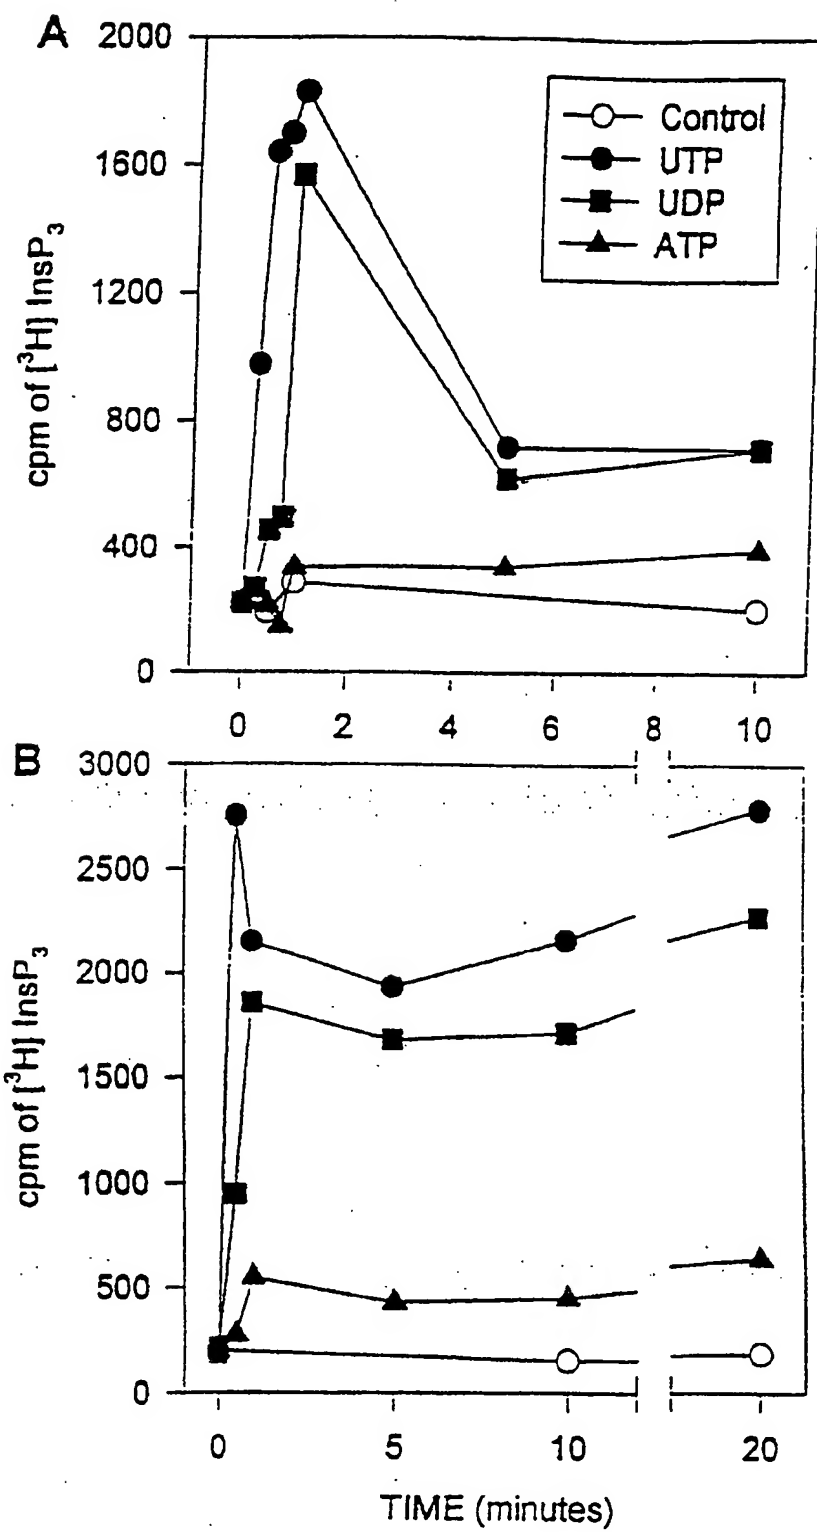 A
2000
1600
1200
800
400
0
cpm of [³H] InsP₃
Control
UTP
UDP
ATP
0 2 4 6 8 10
B
3000
2500
2000
1500
1000
500
0
cpm of [³H] InsP₃
0 5 10 20
TIME (minutes)